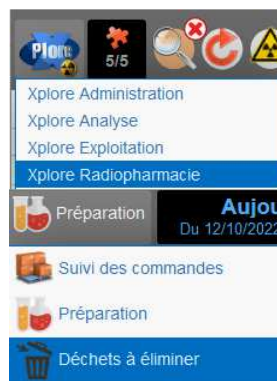 Plore
5/5
Xplore Administration
Xplore Analyse
Xplore Exploitation
Xplore Radiopharmacie
Préparation
Aujou
Du 12/10/2022
Suivi des commandes
Préparation
Déchets à éliminer